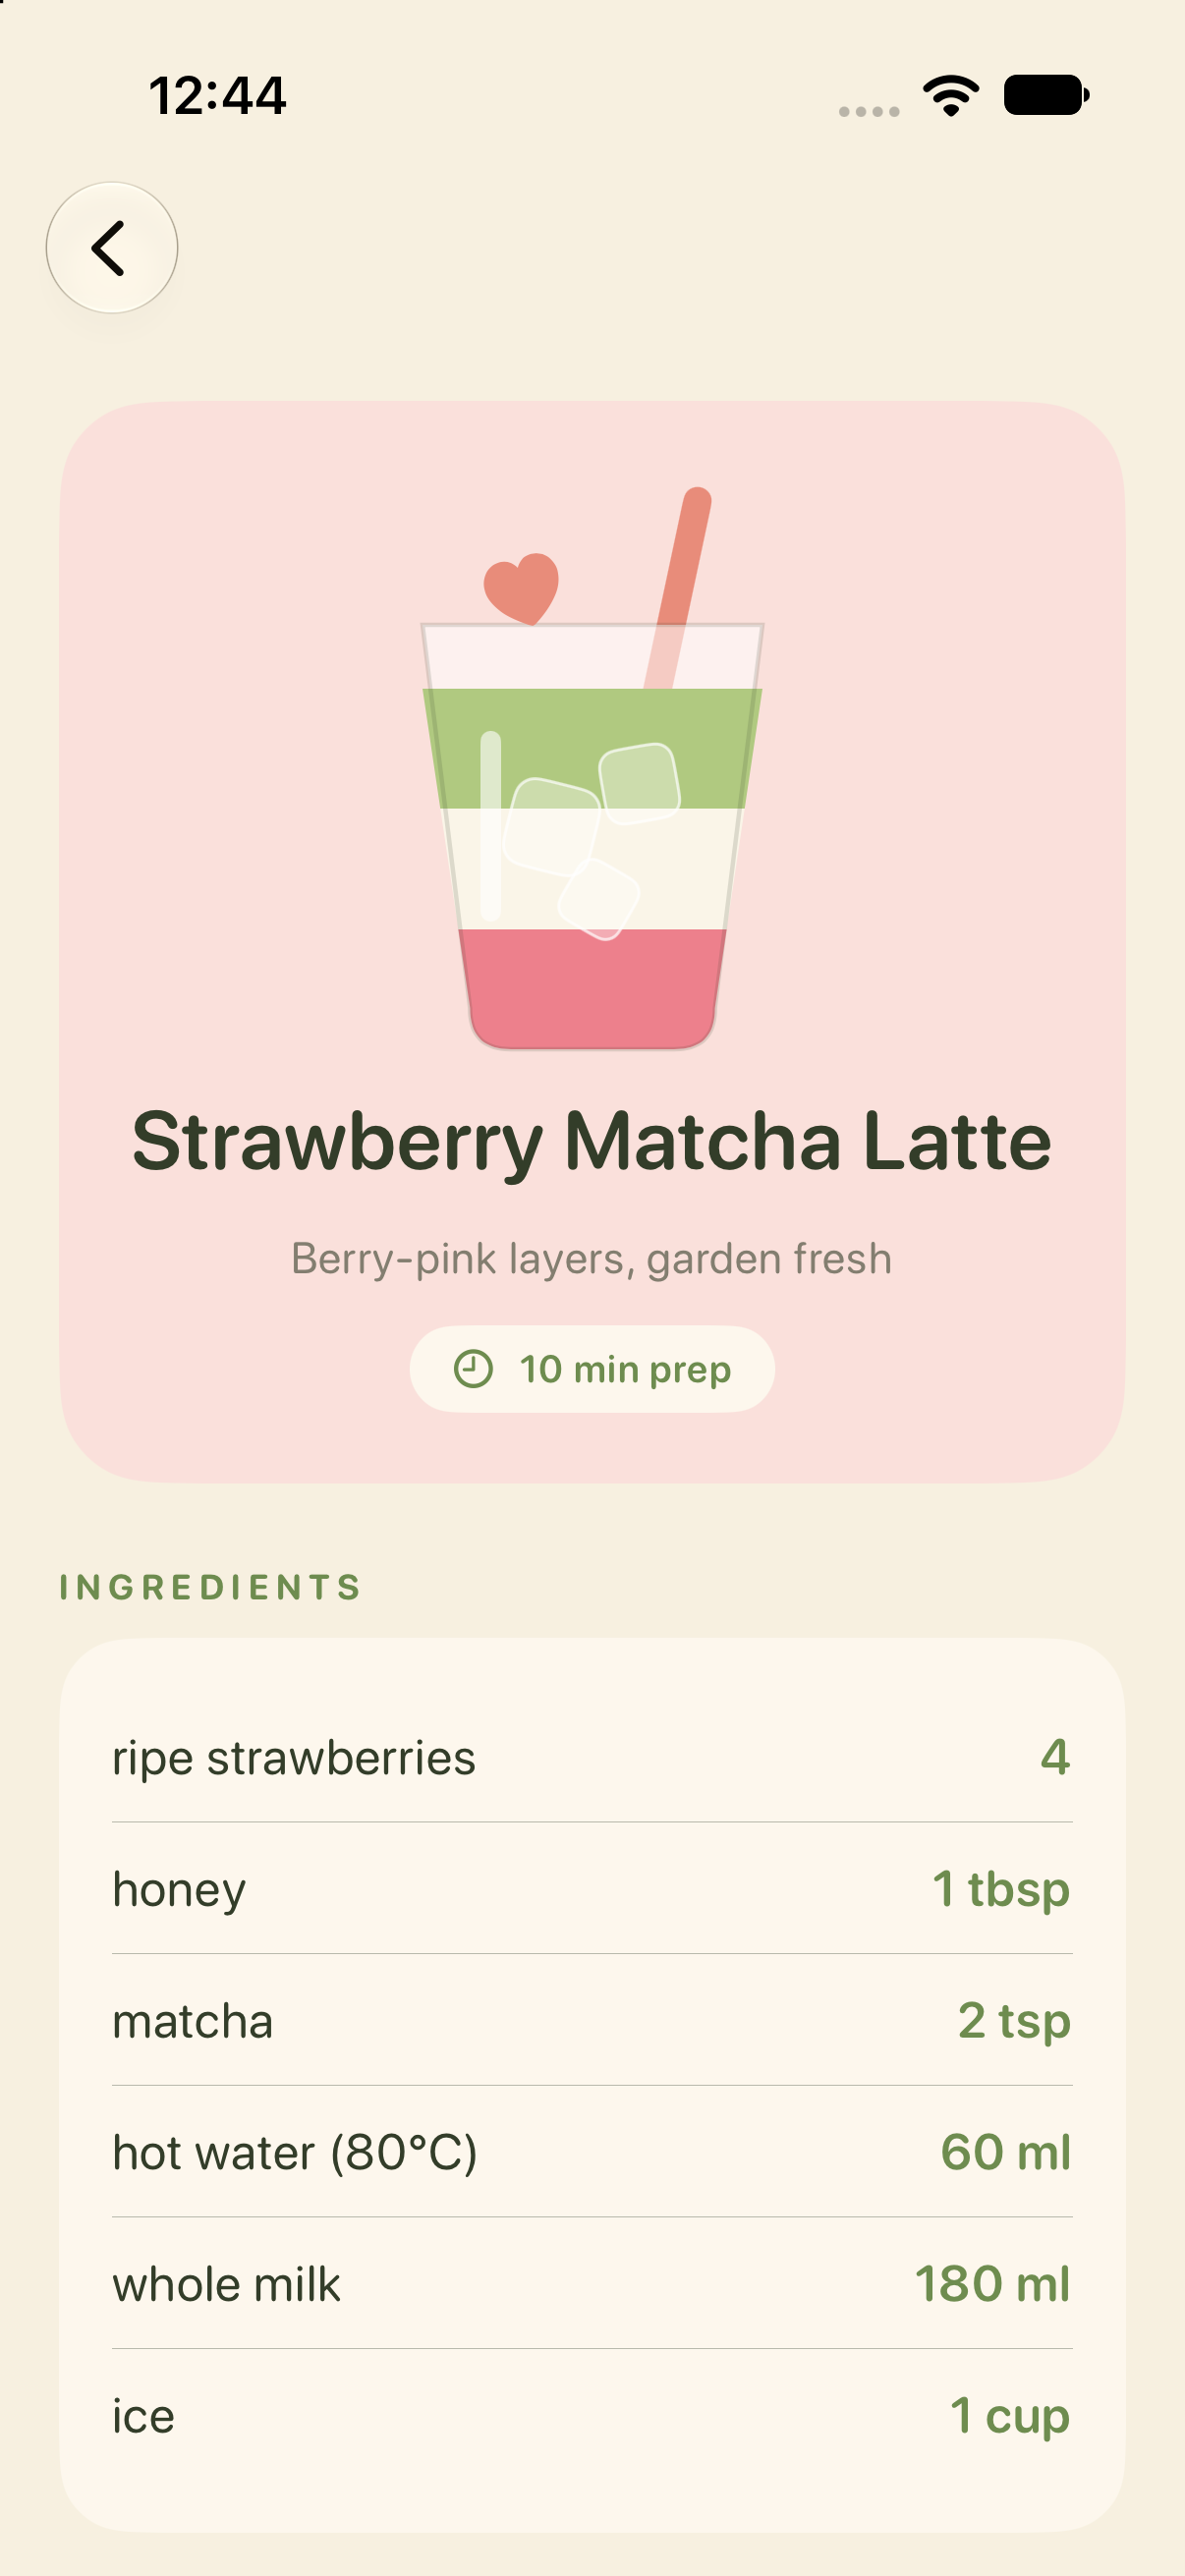 12:44
Strawberry Matcha Latte
Berry-pink layers, garden fresh
10 min prep
INGREDIENTS
ripe strawberries 4
honey 1 tbsp
matcha 2 tsp
hot water (80°C) 60 ml
whole milk 180 ml
ice 1 cup